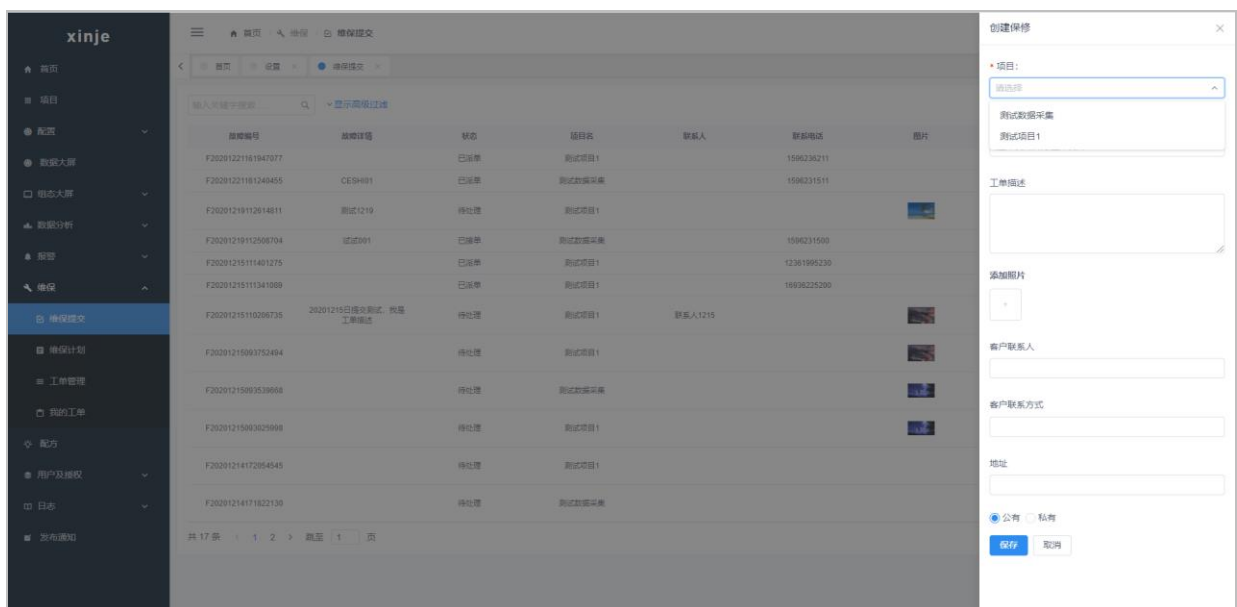 xinje
首页 维保 维保提交
创建保修
首页
项目
配置
数据大屏
组态大屏
数据分析
报警
维保
维保提交
维保计划
工单管理
我的工单
配方
用户及授权
日志
发布通知
首页 设置 维保提交
输入关键字搜索…… 显示高级过滤
故障编号 故障详情 状态 项目名 联系人 联系电话 图片
F20201221161947077 已派单 测试项目1 1596238211
F20201221161240455 CESHI01 已派单 测试数据采集 1596231511
F20201219112614811 测试1219 待处理 测试项目1
F20201219112508704 试试001 已接单 测试数据采集 1596231500
F20201215111401275 已派单 测试项目1 12361995230
F20201215111341089 已派单 测试项目1 16696225200
F20201215110206735 20201215日提交测试,我是工单描述 待处理 测试项目1 联系人1215
F20201215093752494 待处理 测试项目1
F20201215093539868 待处理 测试数据采集
F20201215093025998 待处理 测试项目1
F20201214172954545 待处理 测试项目1
F20201214171822130 待处理 测试数据采集
共 17 条 1 2 跳至 1 页
项目:
请选择
测试数据采集
测试项目1
工单描述
添加照片
客户联系人
客户联系方式
地址
公有 私有
保存 取消